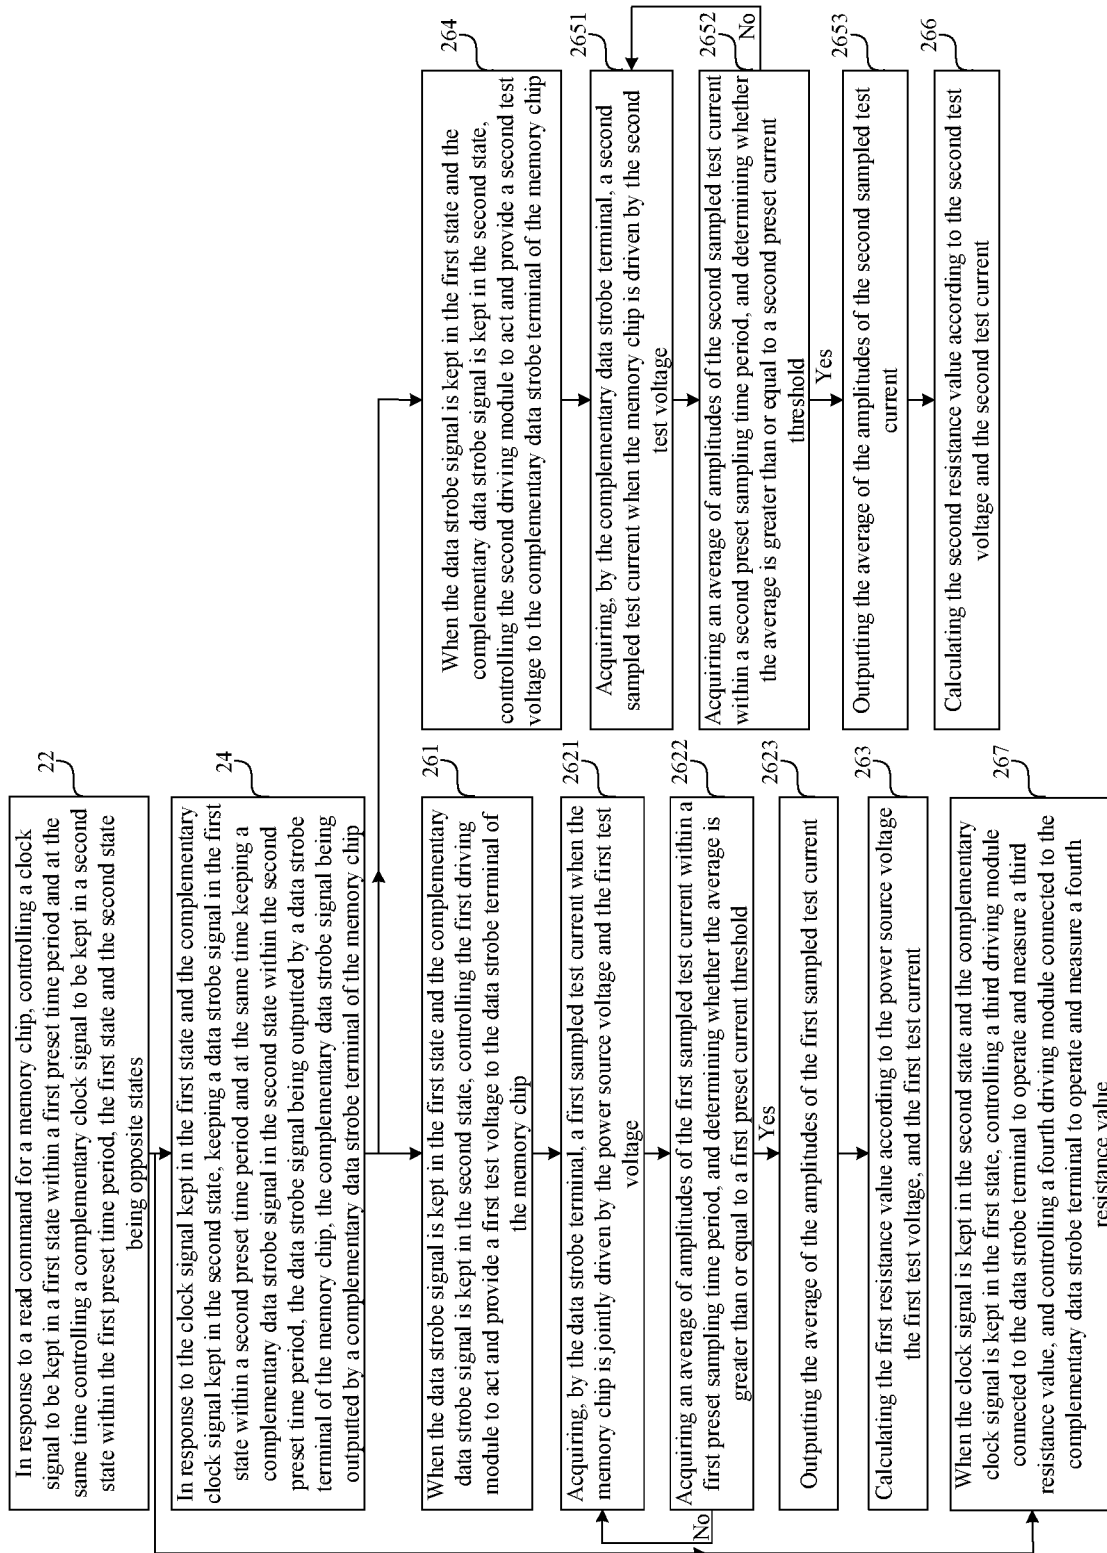 22
In response to a read command for a memory chip, controlling a clock
signal to be kept in a first state within a first preset time period and at the
same time controlling a complementary clock signal to be kept in a second
state within the first preset time period, the first state and the second state
being opposite states
24
In response to the clock signal kept in the first state and the complementary
clock signal kept in the second state, keeping a data strobe signal in the first
state within a second preset time period and at the same time keeping a
complementary data strobe signal in the second state within the second
preset time period, the data strobe signal being outputted by a data strobe
terminal of the memory chip, the complementary data strobe signal being
outputted by a complementary data strobe terminal of the memory chip
261
When the data strobe signal is kept in the first state and the complementary
data strobe signal is kept in the second state, controlling the first driving
module to act and provide a first test voltage to the data strobe terminal of
the memory chip
2621
Acquiring, by the data strobe terminal, a first sampled test current when the
memory chip is jointly driven by the power source voltage and the first test
voltage
2622
Acquiring an average of amplitudes of the first sampled test current within a
first preset sampling time period, and determining whether the average is
greater than or equal to a first preset current threshold
No
Yes
2623
Outputting the average of the amplitudes of the first sampled test current
263
Calculating the first resistance value according to the power source voltage
the first test voltage, and the first test current
267
When the clock signal is kept in the second state and the complementary
clock signal is kept in the first state, controlling a third driving module
connected to the data strobe terminal to operate and measure a third
resistance value, and controlling a fourth driving module connected to the
complementary data strobe terminal to operate and measure a fourth
resistance value
264
When the data strobe signal is kept in the first state and the
complementary data strobe signal is kept in the second state,
controlling the second driving module to act and provide a second test
voltage to the complementary data strobe terminal of the memory chip
2651
Acquiring, by the complementary data strobe terminal, a second
sampled test current when the memory chip is driven by the second
test voltage
2652
Acquiring an average of amplitudes of the second sampled test current
within a second preset sampling time period, and determining whether
the average is greater than or equal to a second preset current
threshold
No
Yes
2653
Outputting the average of the amplitudes of the second sampled test
current
266
Calculating the second resistance value according to the second test
voltage and the second test current